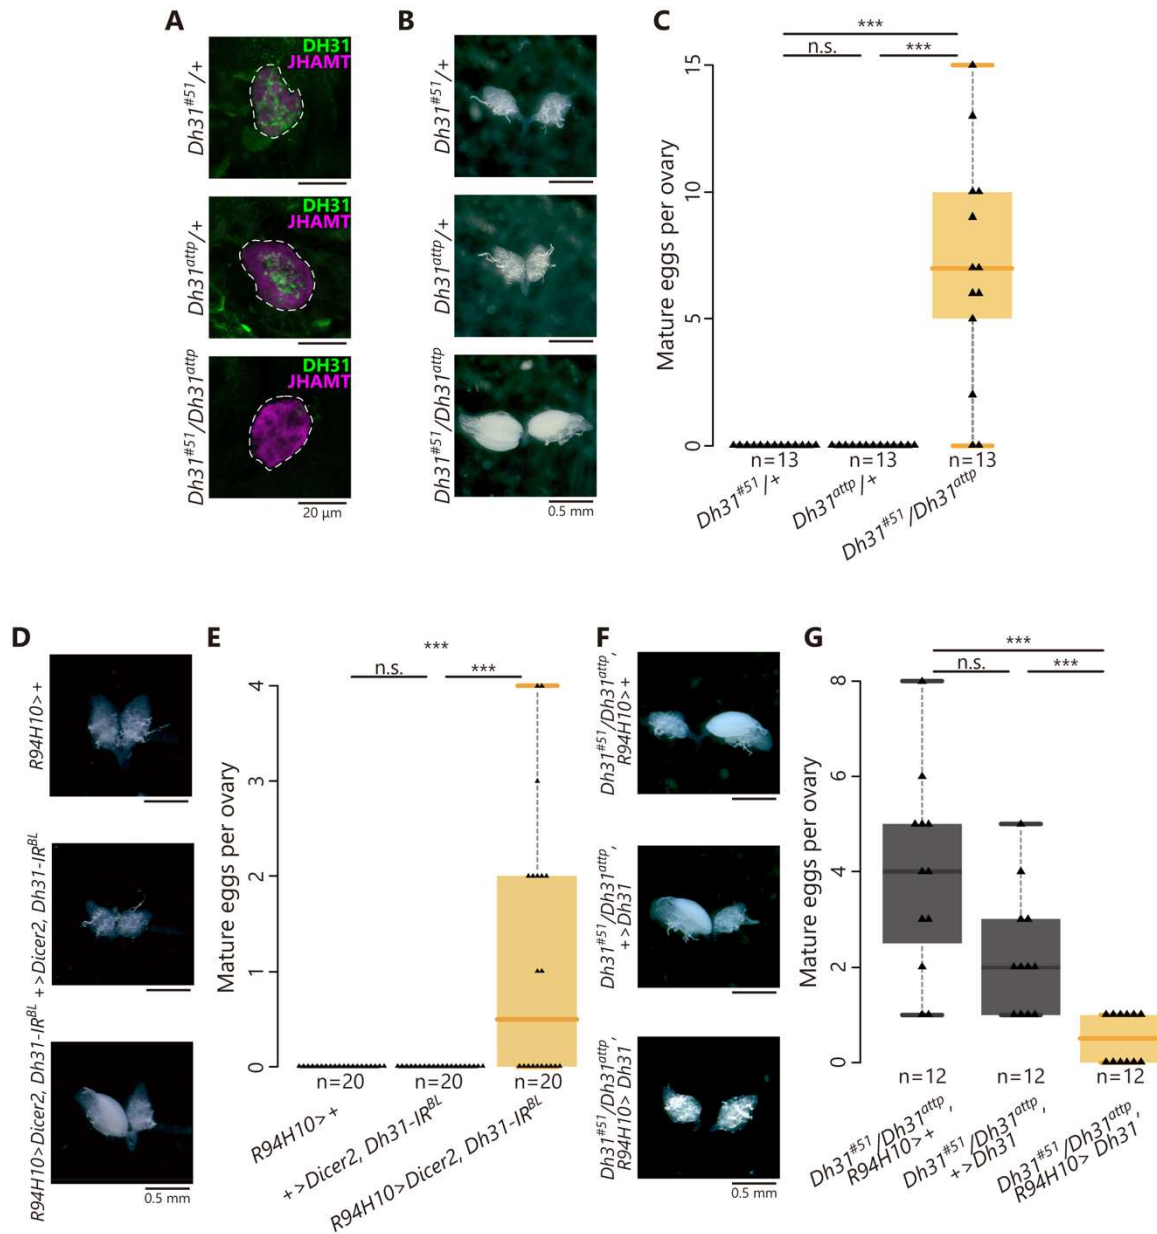 A
Dh31#51/+
DH31
JHAMT
Dh31attp/+
DH31
JHAMT
Dh31#51/Dh31attp
DH31
JHAMT
20 µm
B
Dh31#51/+
Dh31attp/+
Dh31#51/Dh31attp
0.5 mm
C
***
n.s.
***
Mature eggs per ovary
15
10
5
0
n=13
n=13
n=13
Dh31#51/+
Dh31attp/+
Dh31#51/Dh31attp
D
R94H10>+
+>Dicer2, Dh31-IRBL
R94H10>Dicer2, Dh31-IRBL
0.5 mm
E
***
n.s.
***
Mature eggs per ovary
4
3
2
1
0
n=20
n=20
n=20
R94H10>+
+>Dicer2, Dh31-IRBL
R94H10>Dicer2, Dh31-IRBL
F
Dh31#51/Dh31attp,
R94H10>+
Dh31#51/Dh31attp,
+>Dh31
Dh31#51/Dh31attp,
R94H10> Dh31
0.5 mm
G
***
n.s.
***
Mature eggs per ovary
8
6
4
2
0
n=12
n=12
n=12
Dh31#51/Dh31attp,
R94H10>+
Dh31#51/Dh31attp,
+>Dh31
Dh31#51/Dh31attp,
R94H10> Dh31